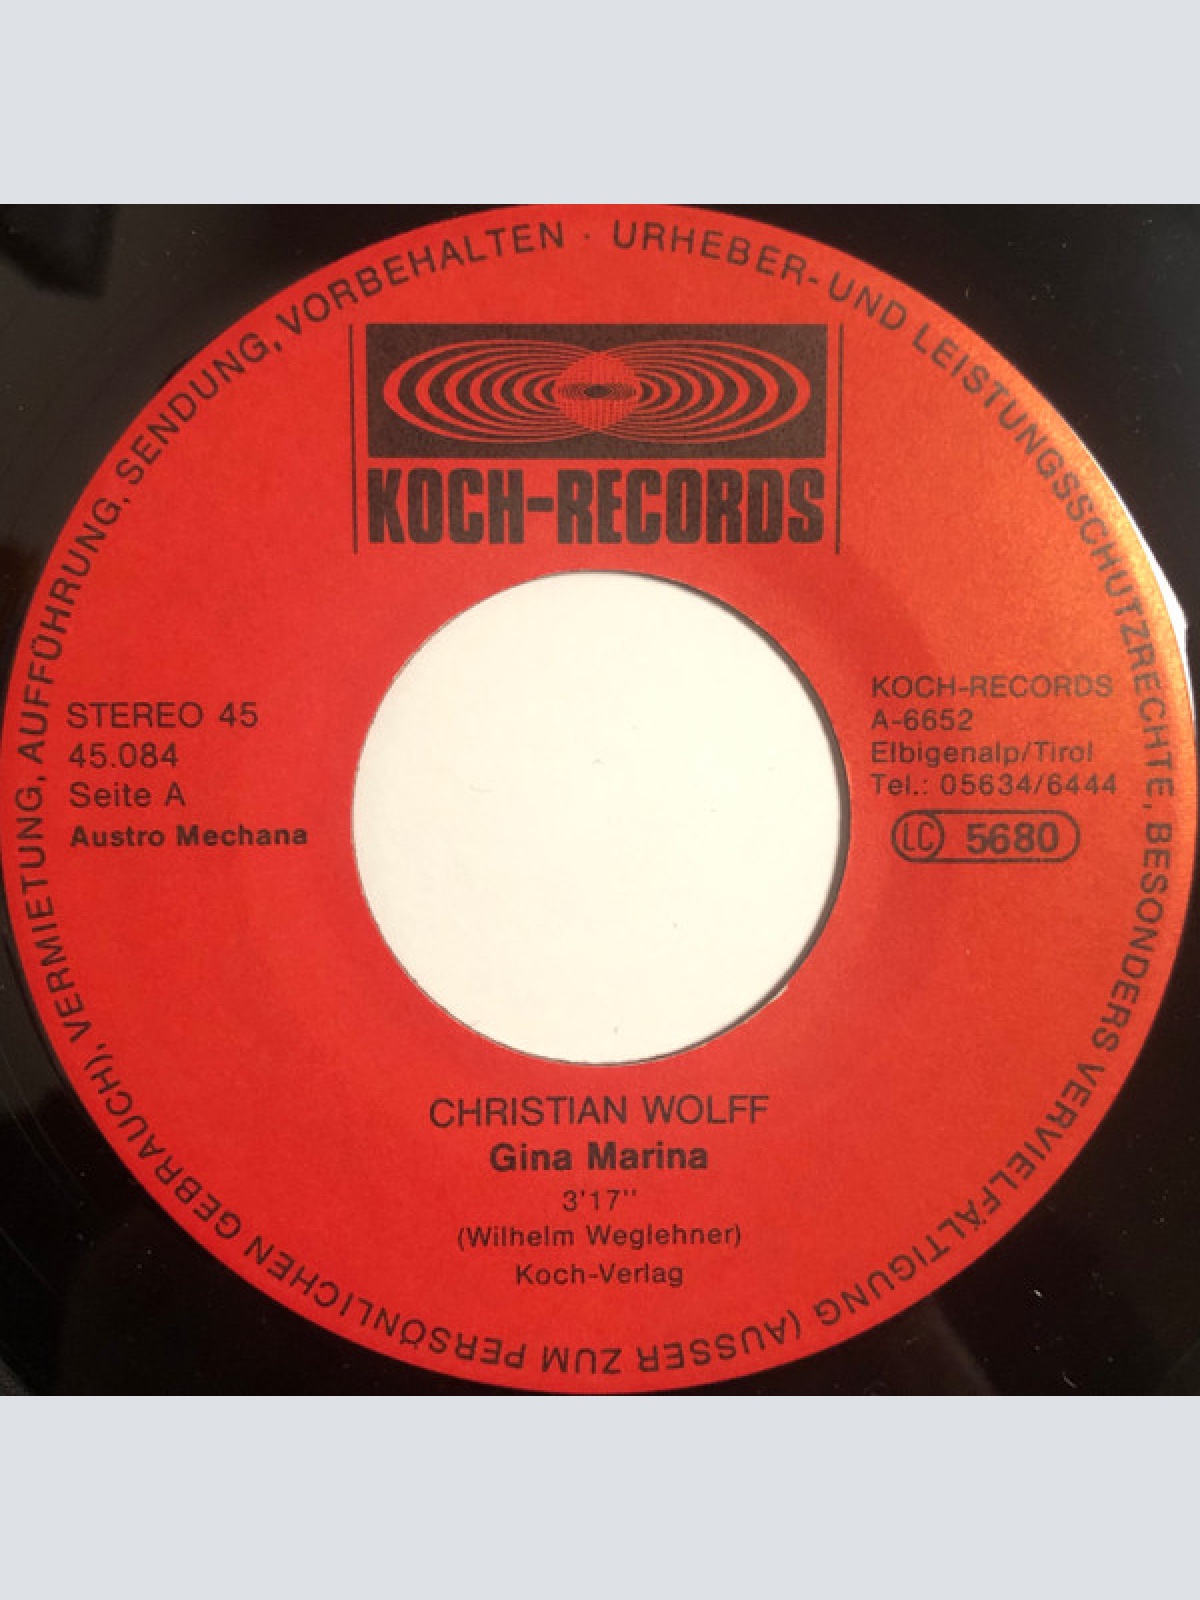 URHEBER- UND LEISTUNGSSCHUTZRECHTE, BESONDERS VERVIELFÄLTIGUNG (AUSSER ZUM PERSÖNLICHEN GEBRAUCH), VERMIETUNG, AUFFÜHRUNG, SENDUNG, VORBEHALTEN ·
KOCH-RECORDS
STEREO 45
45.084
Seite A
Austro Mechana
KOCH-RECORDS
A-6652
Elbigenalp/Tirol
Tel.: 05634/6444
LC 5680
CHRISTIAN WOLFF
Gina Marina
3'17"
(Wilhelm Weglehner)
Koch-Verlag